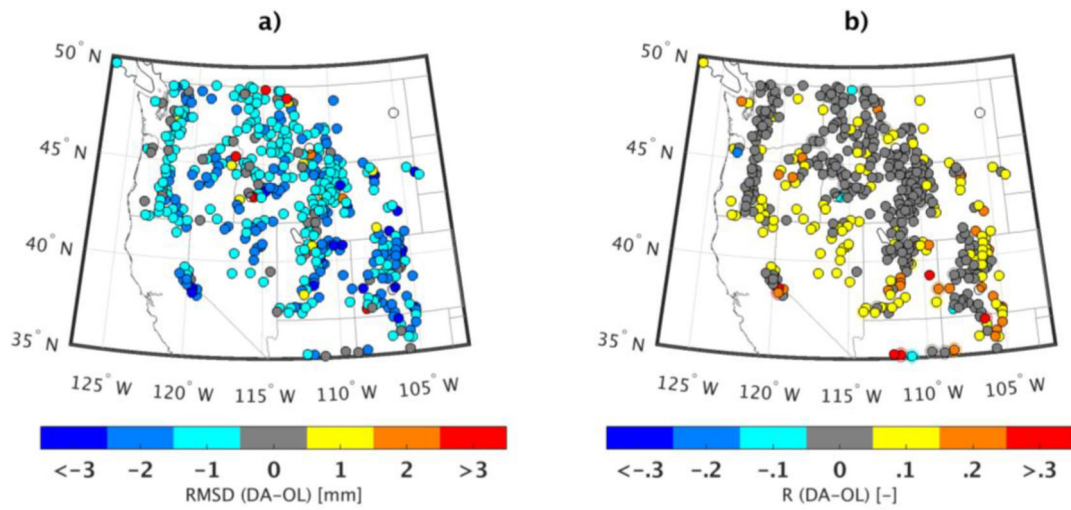 a)
50° N
45° N
40° N
35° N
125° W
120° W
115° W
110° W
105° W
<-3 -2 -1 0 1 2 >3
RMSD (DA-OL) [mm]
b)
50° N
45° N
40° N
35° N
125° W
120° W
115° W
110° W
105° W
<-.3 -.2 -.1 0 .1 .2 >.3
R (DA-OL) [-]